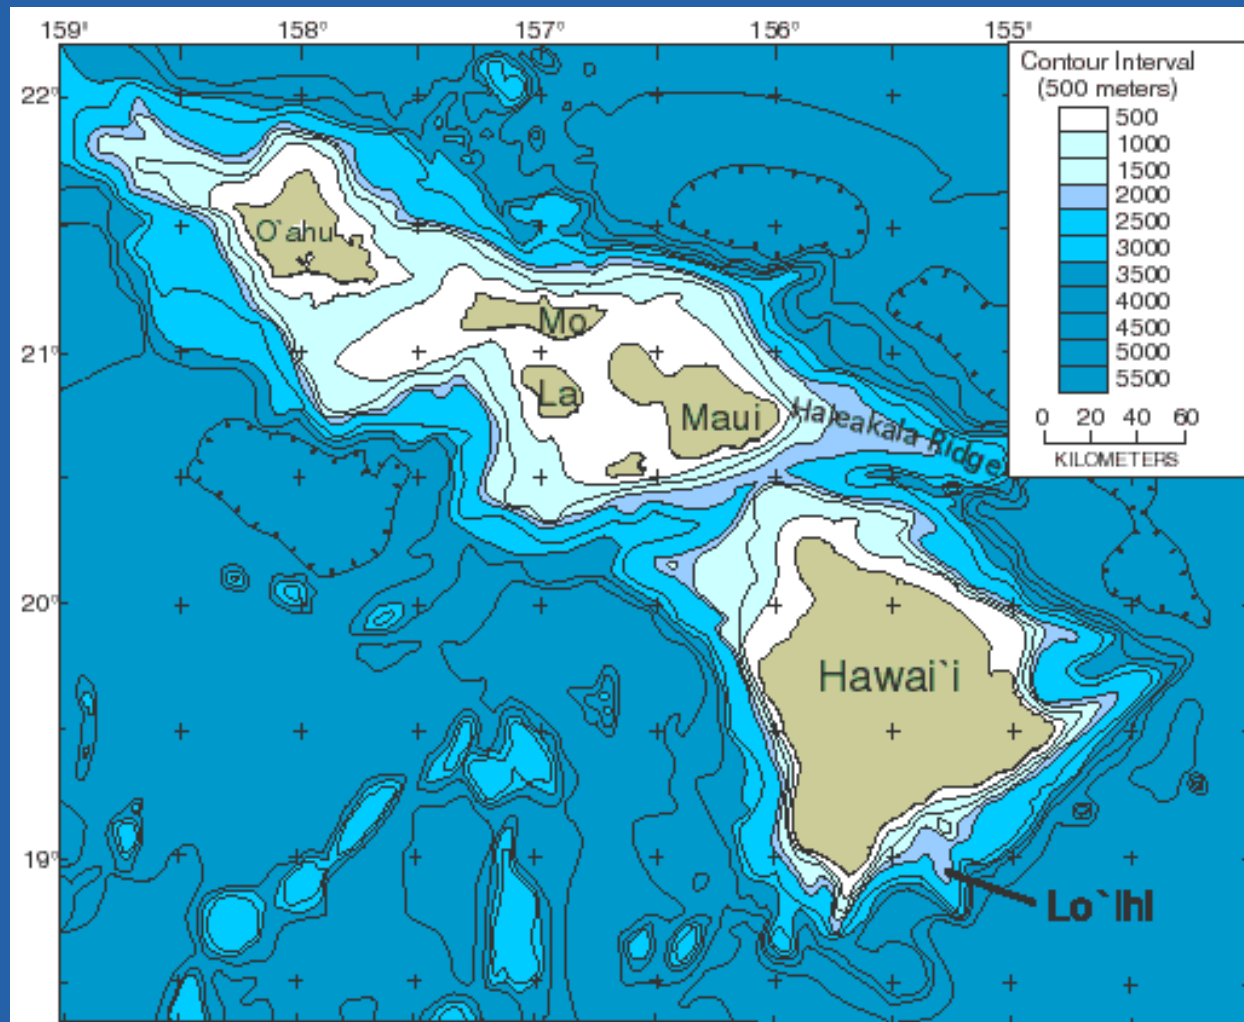 159°
158°
157°
156°
155°
Contour Interval
(500 meters)
500
1000
1500
2000
2500
3000
3500
4000
4500
5000
5500
0 20 40 60
KILOMETERS
22°
21°
20°
19°
O`ahu
Mo
La
Maui
Haleakala Ridge
Hawai`i
Lo`IhI